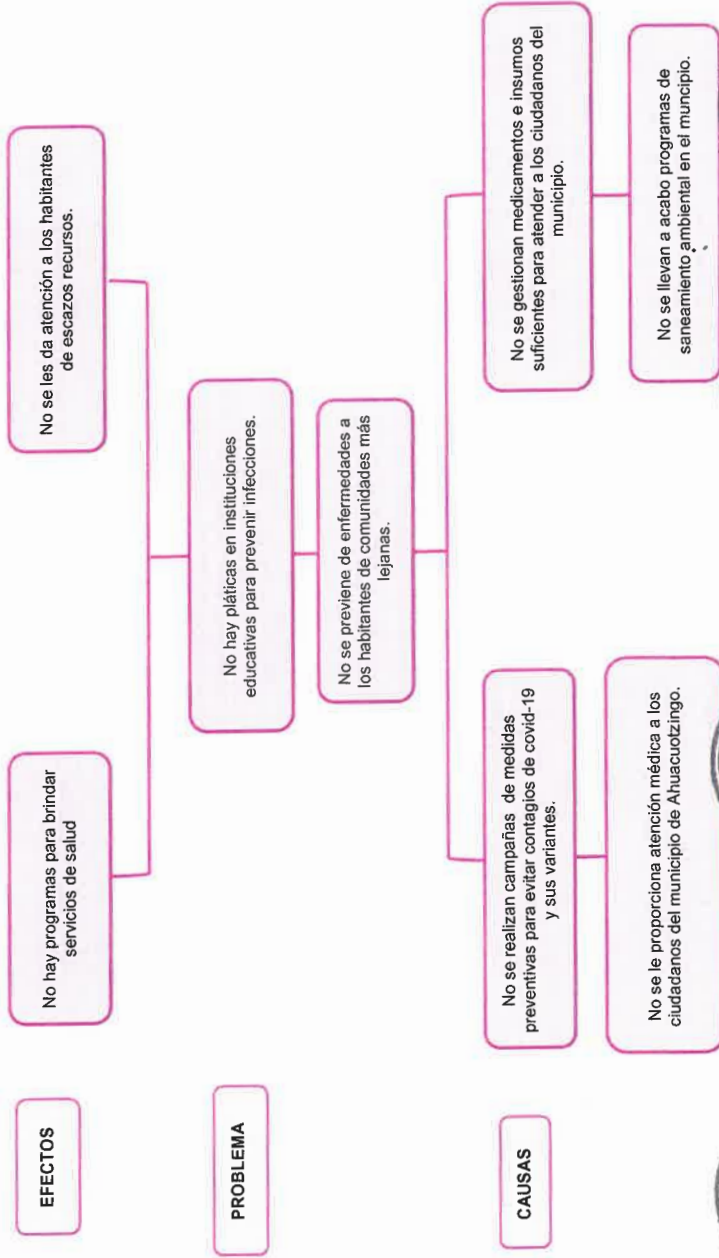 EFECTOS
No hay programas para brindar
servicios de salud
No se les da atención a los habitantes
de escazos recursos.
PROBLEMA
No hay pláticas en instituciones
educativas para prevenir infecciones.
No se previene de enfermedades a
los habitantes de comunidades más
lejanas.
CAUSAS
No se realizan campañas de medidas
preventivas para evitar contagios de covid-19
y sus variantes.
No se gestionan medicamentos e insumos
suficientes para atender a los ciudadanos del
municipio.
No se le proporciona atención médica a los
ciudadanos del municipio de Ahuacuotzingo.
No se llevan a acabo programas de
saneamiento ambiental en el muncipio.